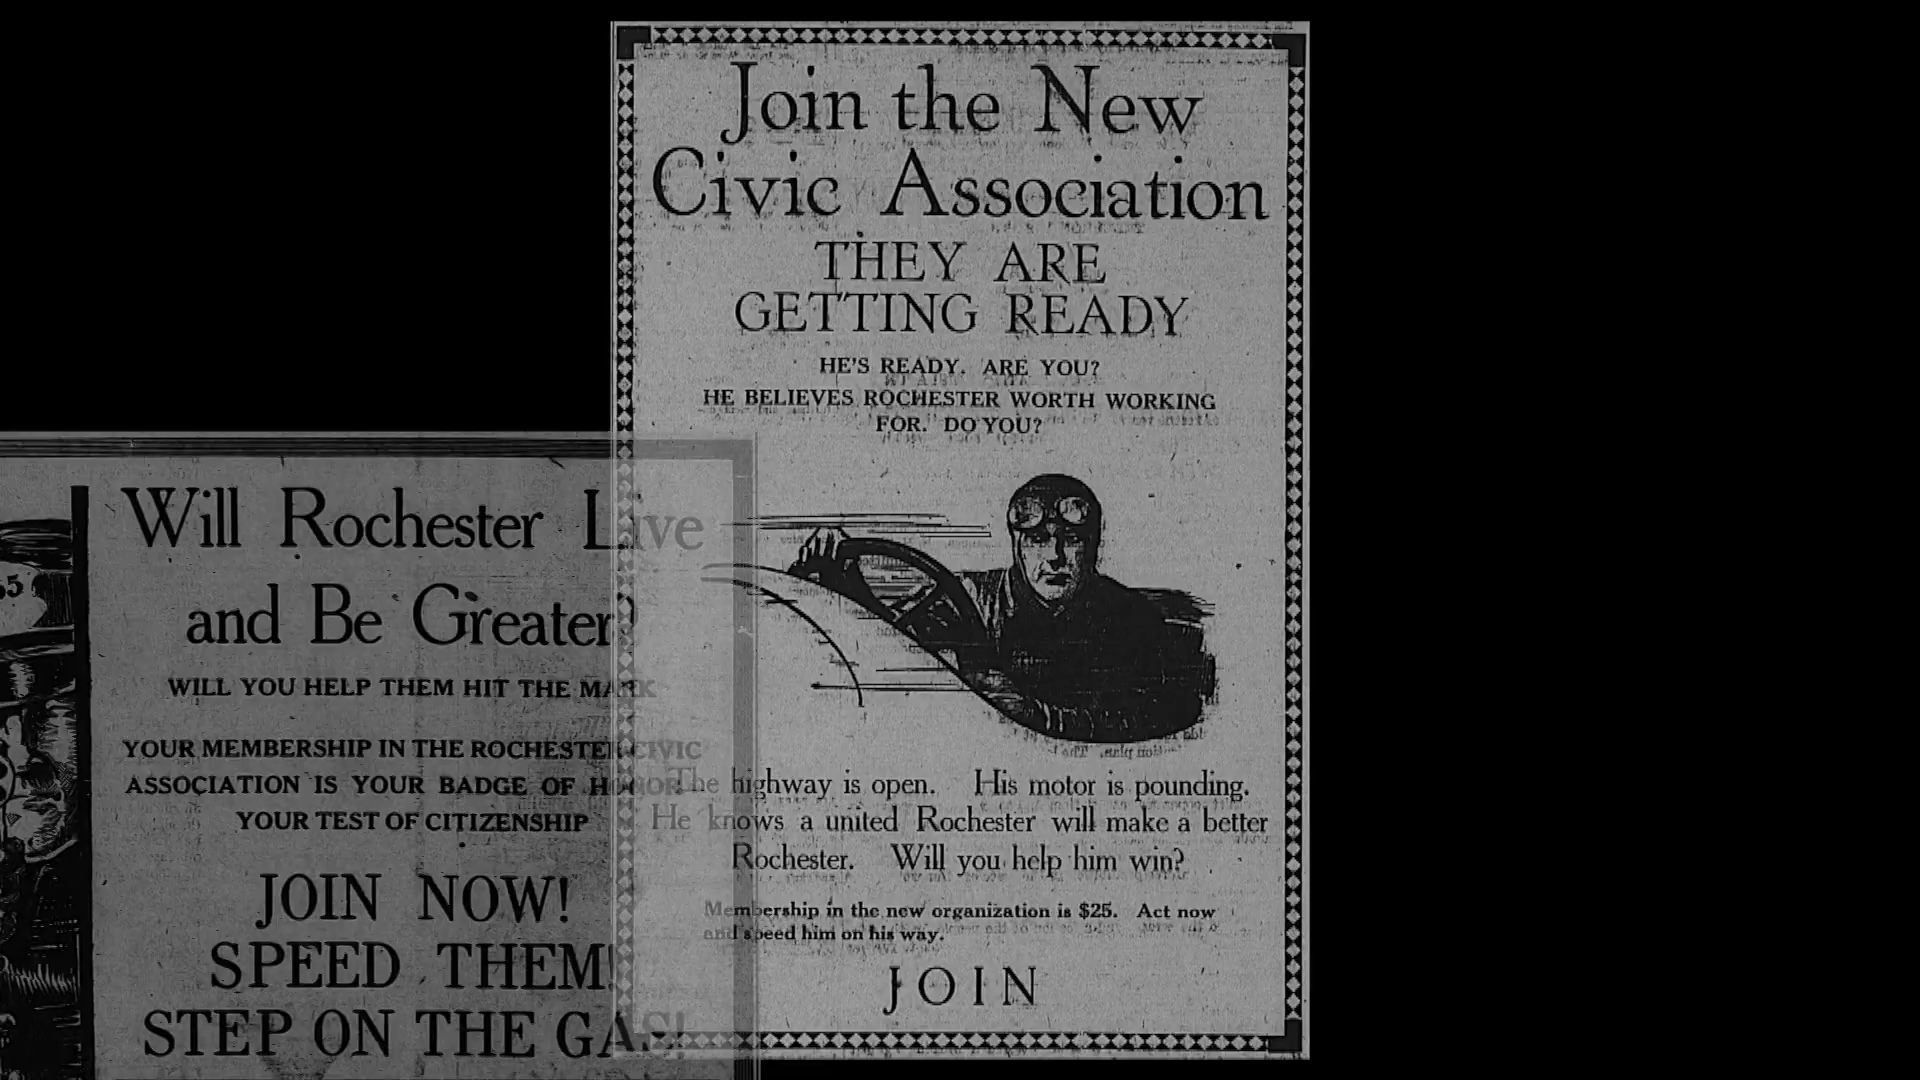 Join the New
Civic Association
THEY ARE
GETTING READY
HE'S READY. ARE YOU?
HE BELIEVES ROCHESTER WORTH WORKING
FOR. DO YOU?
The highway is open. His motor is pounding.
He knows a united Rochester will make a better
Rochester. Will you help him win?
Membership in the new organization is $25. Act now
and speed him on his way.
JOIN
Will Rochester Live
and Be Greater?
WILL YOU HELP THEM HIT THE MARK
YOUR MEMBERSHIP IN THE ROCHESTER CIVIC
ASSOCIATION IS YOUR BADGE OF HONOR
YOUR TEST OF CITIZENSHIP
JOIN NOW!
SPEED THEM!
STEP ON THE GAS!